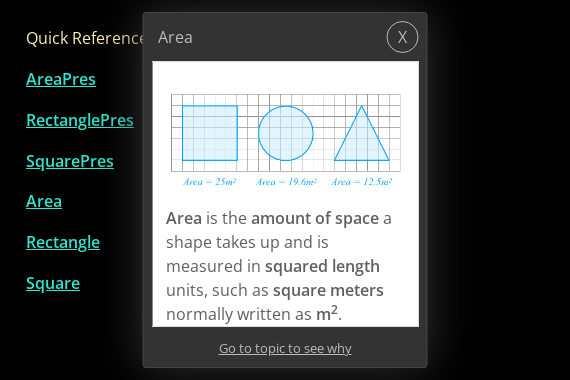 Quick Reference
AreaPres
RectanglePres
SquarePres
Area
Rectangle
Square
Area
X
Area = 25m²
Area = 19.6m²
Area = 12.5m²
Area is the amount of space a
shape takes up and is
measured in squared length
units, such as square meters
normally written as m².
Go to topic to see why